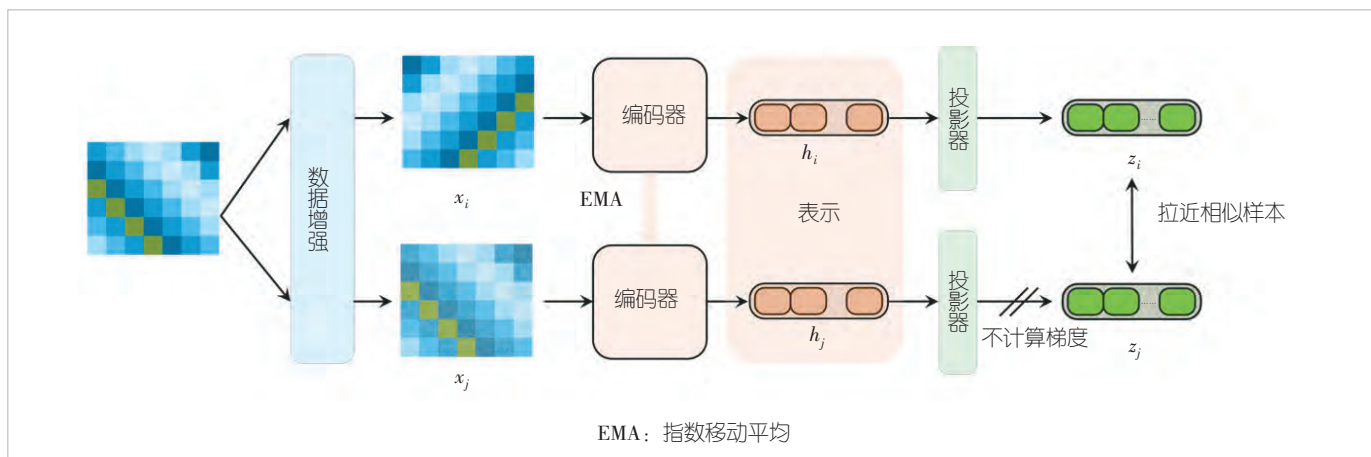 数据增强
x_i
x_j
编码器
EMA
编码器
h_i
表示
h_j
投影器
投影器
不计算梯度
z_i
拉近相似样本
z_j
EMA：指数移动平均